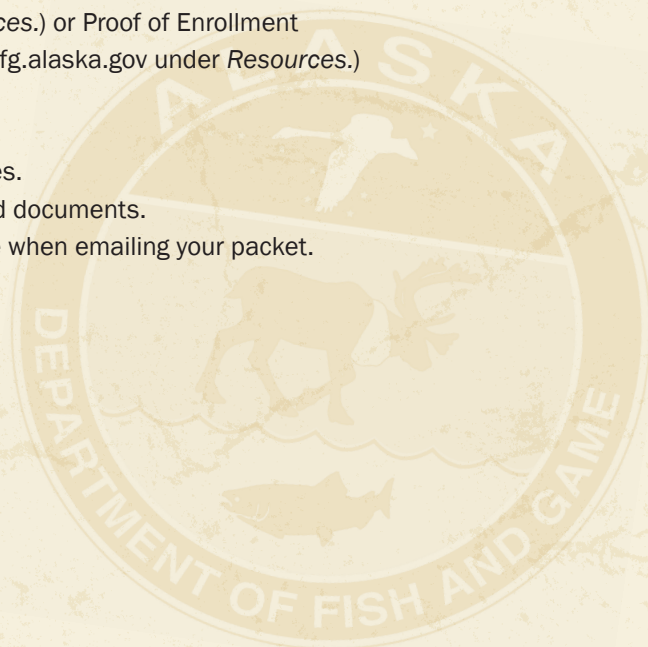 ces.) or Proof of Enrollment
fg.alaska.gov under Resources.)
es.
d documents.
when emailing your packet.
ALASKA
DEPARTMENT OF FISH AND GAME